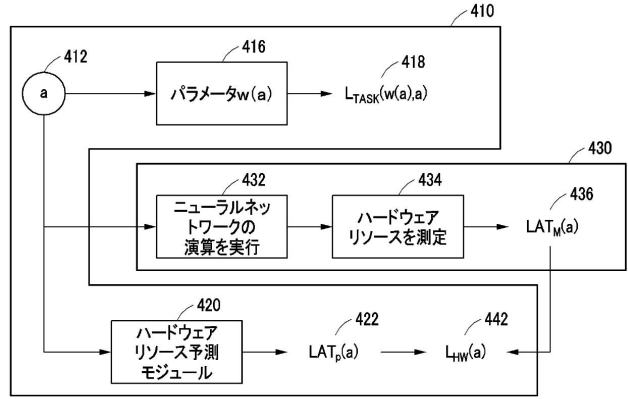 410
412
a
416
パラメータw(a)
418
L_TASK(w(a),a)
430
432
ニューラルネッ
トワークの
演算を実行
434
ハードウェア
リソースを測定
436
LAT_M(a)
420
ハードウェア
リソース予測
モジュール
422
LAT_p(a)
442
L_HW(a)